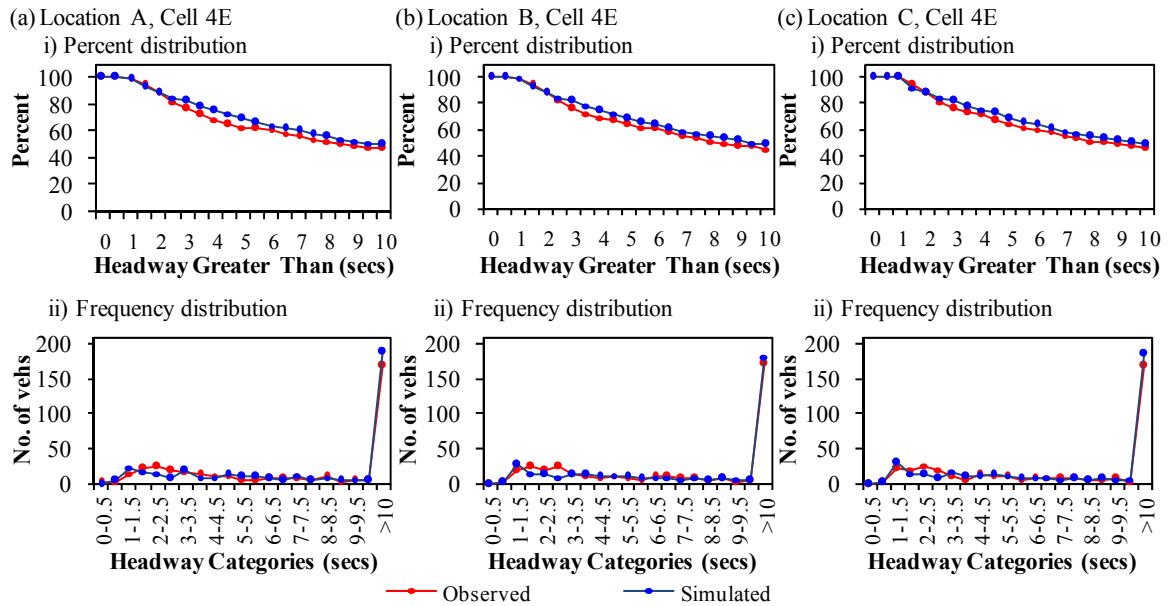 (a) Location A, Cell 4E
i) Percent distribution
Percent
100
80
60
40
20
0
0 1 2 3 4 5 6 7 8 9 10
Headway Greater Than (secs)
ii) Frequency distribution
No. of vehs
200
150
100
50
0
0-0.5
1-1.5
2-2.5
3-3.5
4-4.5
5-5.5
6-6.5
7-7.5
8-8.5
9-9.5
>10
Headway Categories (secs)
(b) Location B, Cell 4E
i) Percent distribution
Percent
100
80
60
40
20
0
0 1 2 3 4 5 6 7 8 9 10
Headway Greater Than (secs)
ii) Frequency distribution
No. of vehs
200
150
100
50
0
0-0.5
1-1.5
2-2.5
3-3.5
4-4.5
5-5.5
6-6.5
7-7.5
8-8.5
9-9.5
>10
Headway Categories (secs)
(c) Location C, Cell 4E
i) Percent distribution
Percent
100
80
60
40
20
0
0 1 2 3 4 5 6 7 8 9 10
Headway Greater Than (secs)
ii) Frequency distribution
No. of vehs
200
150
100
50
0
0-0.5
1-1.5
2-2.5
3-3.5
4-4.5
5-5.5
6-6.5
7-7.5
8-8.5
9-9.5
>10
Headway Categories (secs)
Observed
Simulated